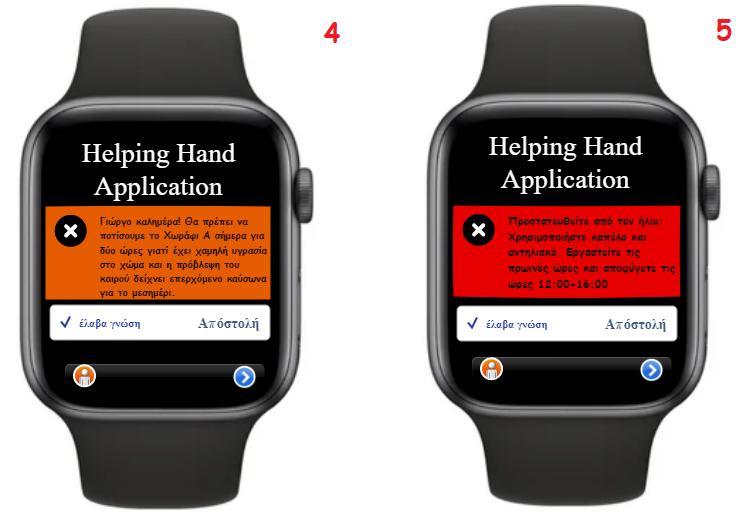 4
Helping Hand
Application
Γιώργο καλημέρα! Θα πρέπει να
ποτίσουμε το Χωράφι Α σήμερα για
δύο ώρες γιατί έχει χαμηλή υγρασία
στο χώμα και η πρόβλεψη του
καιρού δείχνει επερχόμενο καύσωνα
για το μεσημέρι.
έλαβα γνώση Απόστολή
5
Helping Hand
Application
Προστατευθείτε από τον ήλιο:
Χρησιμοποιήστε καπέλο και
αντηλιακό. Εργαστείτε τις
πρωινές ώρες και αποφύγετε τις
ώρες 12:00-16:00
έλαβα γνώση Απόστολή